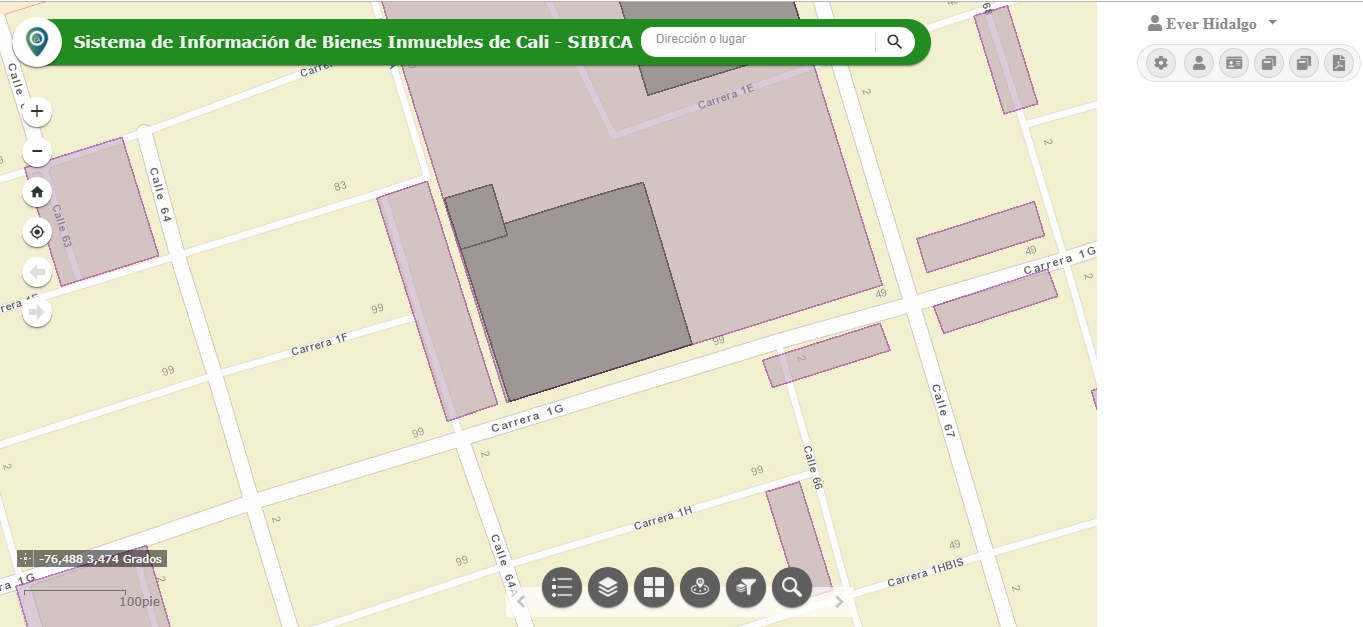 Sistema de Información de Bienes Inmuebles de Cali - SIBICA
Dirección o lugar
Ever Hidalgo
Carrera 1E
2
2
Calle 64
83
Calle 63
49
Carrera 1G
2
99
49
Carrera 1F
99
99
2
Carrera 1G
99
Calle 67
2
2
Calle 66
99
Carrera 1H
2
-76,488 3,474 Grados
99
Calle 64A
49
Carrera 1HBIS
2
2
100pie